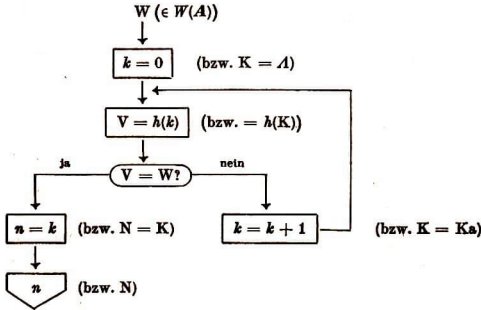 W (∈ W(A))
k = 0 (bzw. K = Λ)
V = h(k) (bzw. = h(K))
ja nein
V = W?
n = k (bzw. N = K) k = k + 1 (bzw. K = Ka)
n (bzw. N)